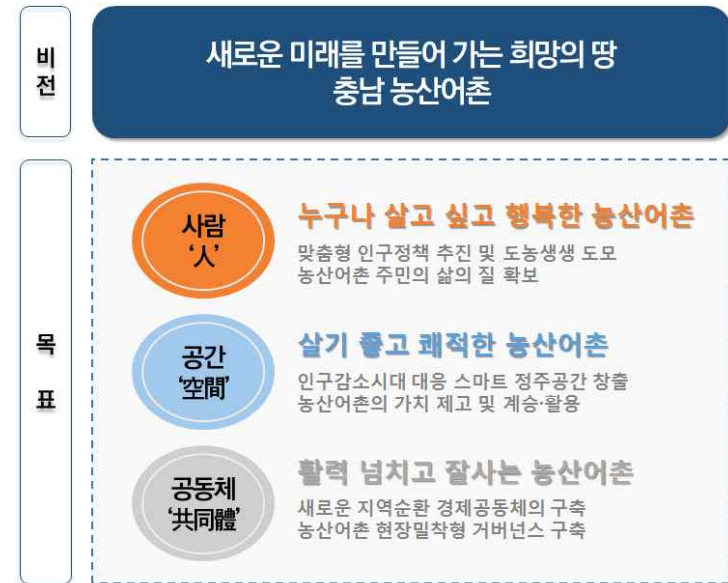 비
전
새로운 미래를 만들어 가는 희망의 땅
충남 농산어촌
목
표
사람
‘人’
누구나 살고 싶고 행복한 농산어촌
맞춤형 인구정책 추진 및 도농생생 도모
농산어촌 주민의 삶의 질 확보
공간
‘空間’
살기 좋고 쾌적한 농산어촌
인구감소시대 대응 스마트 정주공간 창출
농산어촌의 가치 제고 및 계승·활용
공동체
‘共同體’
활력 넘치고 잘사는 농산어촌
새로운 지역순환 경제공동체의 구축
농산어촌 현장밀착형 거버넌스 구축